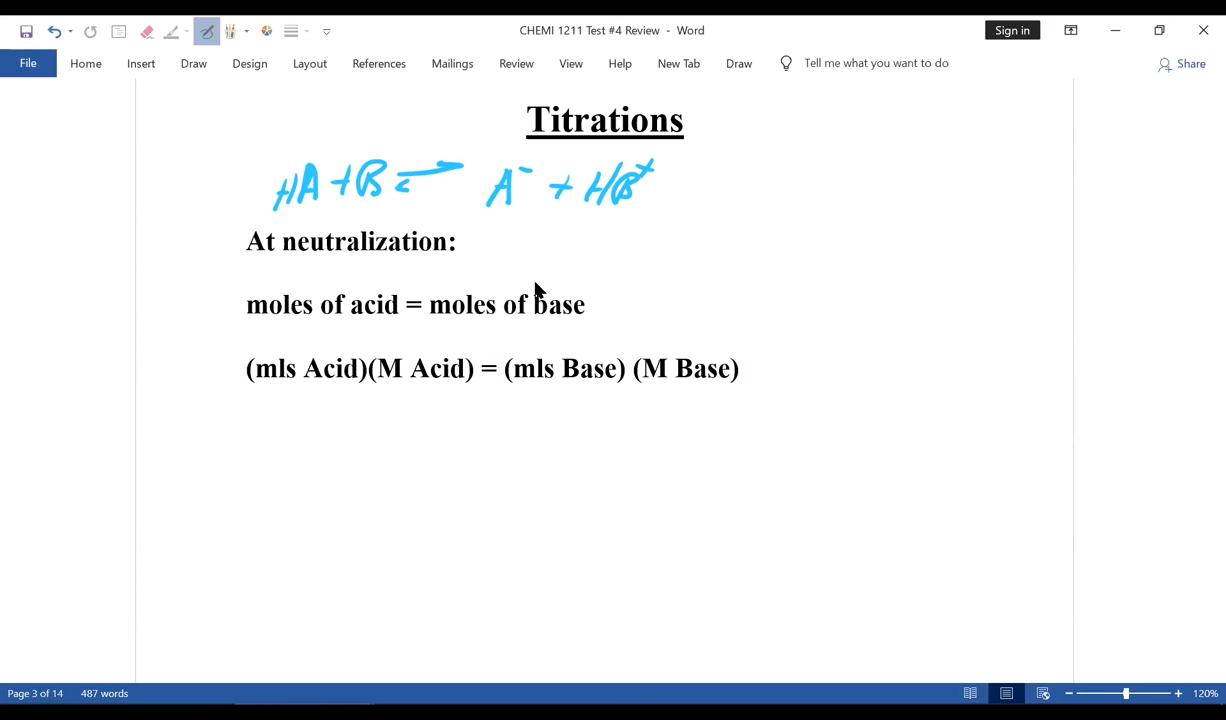 CHEMI 1211 Test #4 Review - Word
Sign in
File Home Insert Draw Design Layout References Mailings Review View Help New Tab Draw Tell me what you want to do Share
Titrations
HA + B ⇌ A⁻ + HB⁺
At neutralization:
moles of acid = moles of base
(mls Acid)(M Acid) = (mls Base) (M Base)
Page 3 of 14 487 words 120%